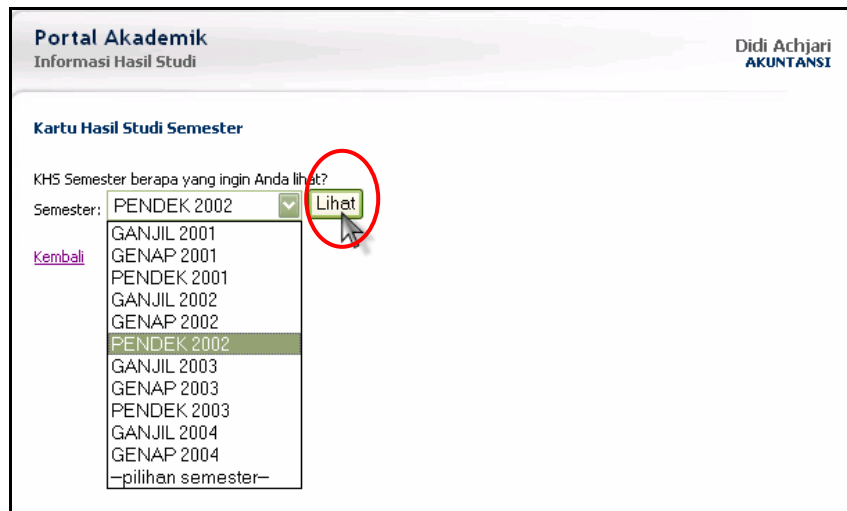 Portal Akademik
Informasi Hasil Studi
Didi Achjari
AKUNTANSI
Kartu Hasil Studi Semester
KHS Semester berapa yang ingin Anda lihat?
Semester: PENDEK 2002 Lihat
Kembali
GANJIL 2001
GENAP 2001
PENDEK 2001
GANJIL 2002
GENAP 2002
PENDEK 2002
GANJIL 2003
GENAP 2003
PENDEK 2003
GANJIL 2004
GENAP 2004
--pilihan semester--